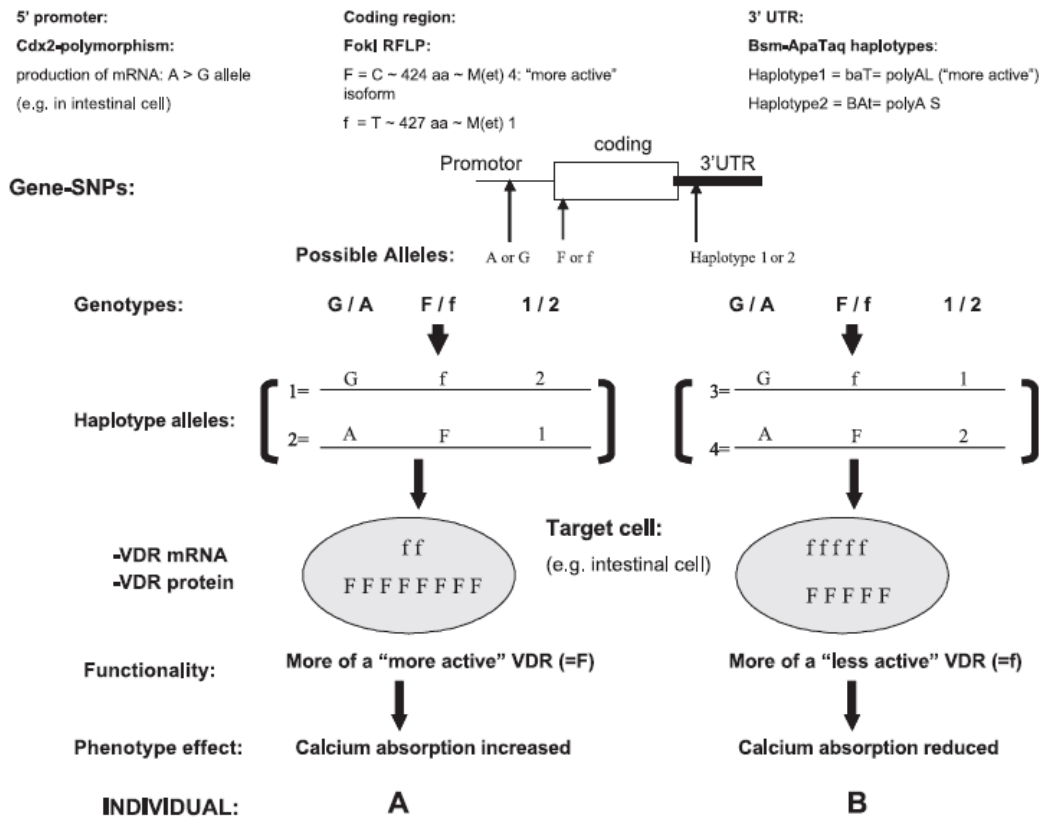 5' promoter:
Cdx2-polymorphism:
production of mRNA: A > G allele
(e.g. in intestinal cell)
Coding region:
FokI RFLP:
F = C ~ 424 aa ~ M(et) 4: “more active”
isoform
f = T ~ 427 aa ~ M(et) 1
3' UTR:
Bsm-ApaTaq haplotypes:
Haplotype1 = baT= polyAL (“more active”)
Haplotype2 = BAt= polyA S
Gene-SNPs:
Promotor
coding
3'UTR
Possible Alleles:
A or G
F or f
Haplotype 1 or 2
Genotypes:
G / A F / f 1 / 2
G / A F / f 1 / 2
Haplotype alleles:
1= G f 2
2= A F 1
3= G f 1
4= A F 2
-VDR mRNA
-VDR protein
f f
F F F F F F F F
Target cell:
(e.g. intestinal cell)
f f f f f
F F F F F
Functionality:
More of a “more active” VDR (=F)
More of a “less active” VDR (=f)
Phenotype effect:
Calcium absorption increased
Calcium absorption reduced
INDIVIDUAL:
A
B